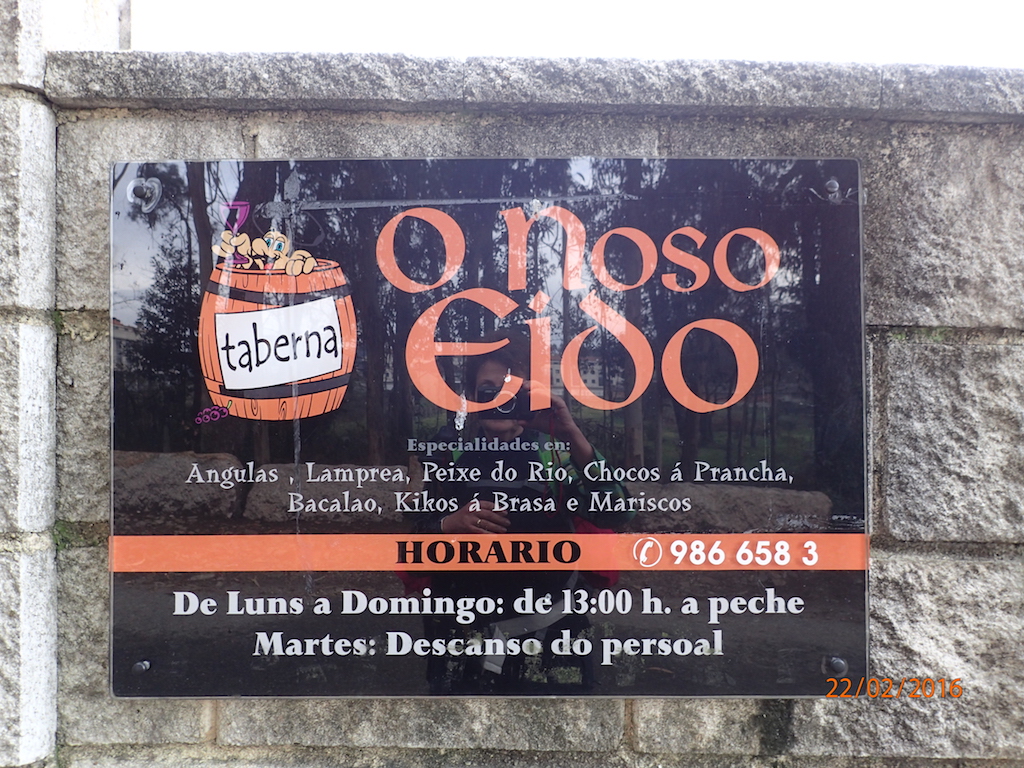 taberna
O Noso
Eido
Especialidades en:
Angulas , Lamprea, Peixe do Rio, Chocos á Prancha,
Bacalao, Kikos á Brasa e Mariscos
HORARIO 986 658 3
De Luns a Domingo: de 13:00 h. a peche
Martes: Descanso do persoal
22/02/2016